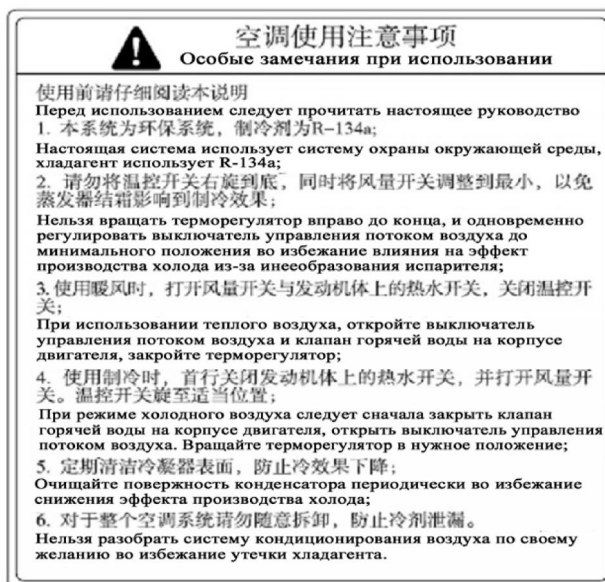 空调使用注意事项
Особые замечания при использовании
使用前请仔细阅读本说明
Перед использованием следует прочитать настоящее руководство
1. 本系统为环保系统，制冷剂为R-134a;
Настоящая система использует систему охраны окружающей среды,
хладагент использует R-134a;
2. 请勿将温控开关右旋到底，同时将风量开关调整到最小，以免
蒸发器结霜影响到制冷效果；
Нельзя вращать терморегулятор вправо до конца, и одновременно
регулировать выключатель управления потоком воздуха до
минимального положения во избежание влияния на эффект
производства холода из-за инееобразования испарителя;
3. 使用暖风时，打开风量开关与发动机体上的热水开关，关闭温控开
关；
При использовании теплого воздуха, откройте выключатель
управления потоком воздуха и клапан горячей воды на корпусе
двигателя, закройте терморегулятор;
4. 使用制冷时，首行关闭发动机体上的热水开关，并打开风量开
关。温控开关旋至适当位置；
При режиме холодного воздуха следует сначала закрыть клапан
горячей воды на корпусе двигателя, открыть выключатель управления
потоком воздуха. Вращайте терморегулятор в нужное положение;
5. 定期清洁冷凝器表面，防止冷效果下降；
Очищайте поверхность конденсатора периодически во избежание
снижения эффекта производства холода;
6. 对于整个空调系统请勿随意拆卸，防止冷剂泄漏。
Нельзя разобрать систему кондиционирования воздуха по своему
желанию во избежание утечки хладагента.